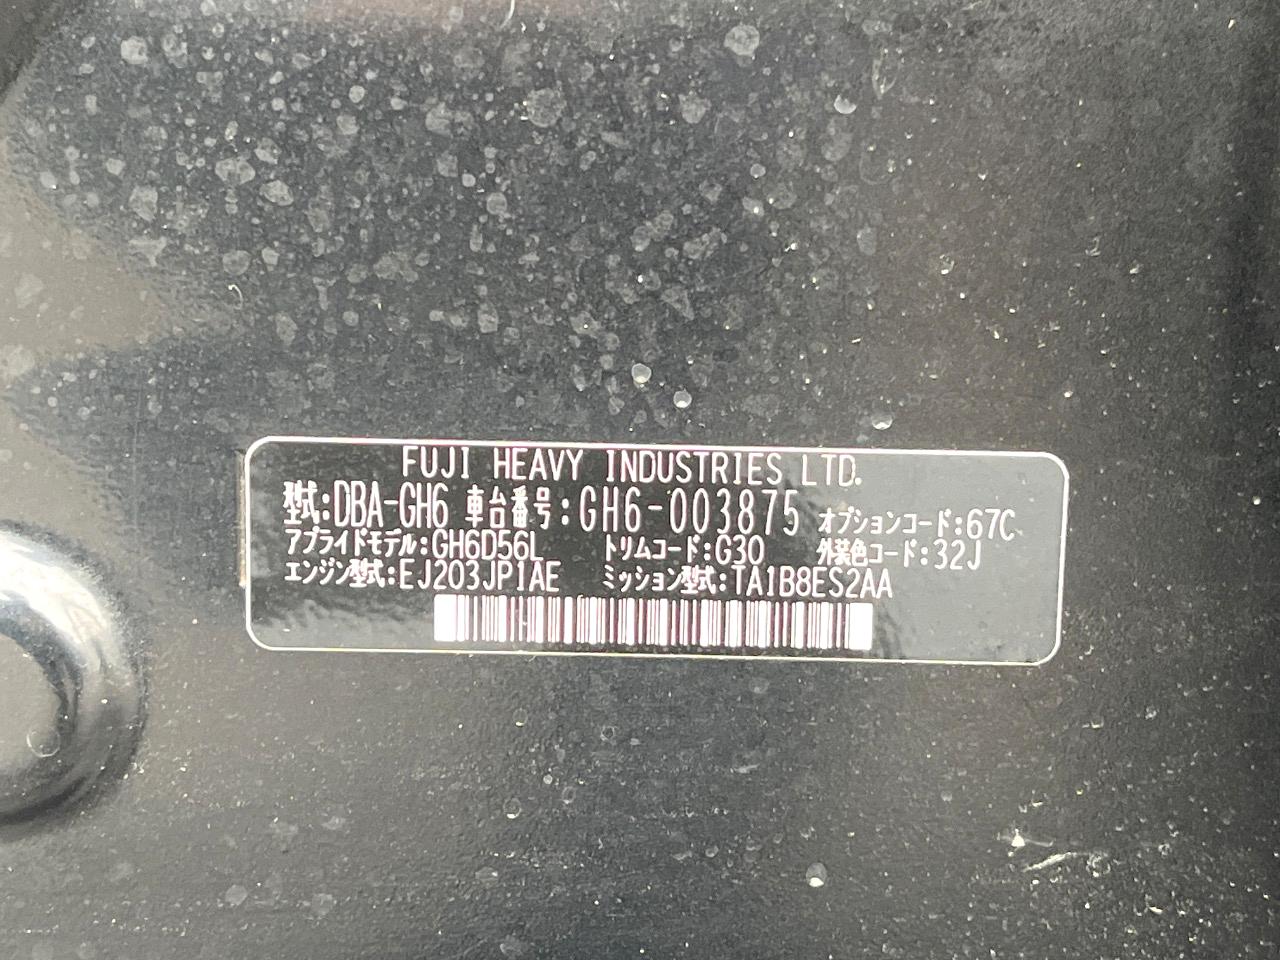 FUJI HEAVY INDUSTRIES LTD.
型式:DBA-GH6 車台番号:GH6-003875 オプションコード:67C
アプライドモデル:GH6D56L トリムコード:G30 外装色コード:32J
エンジン型式:EJ203JP1AE ミッション型式:TA1B8ES2AA